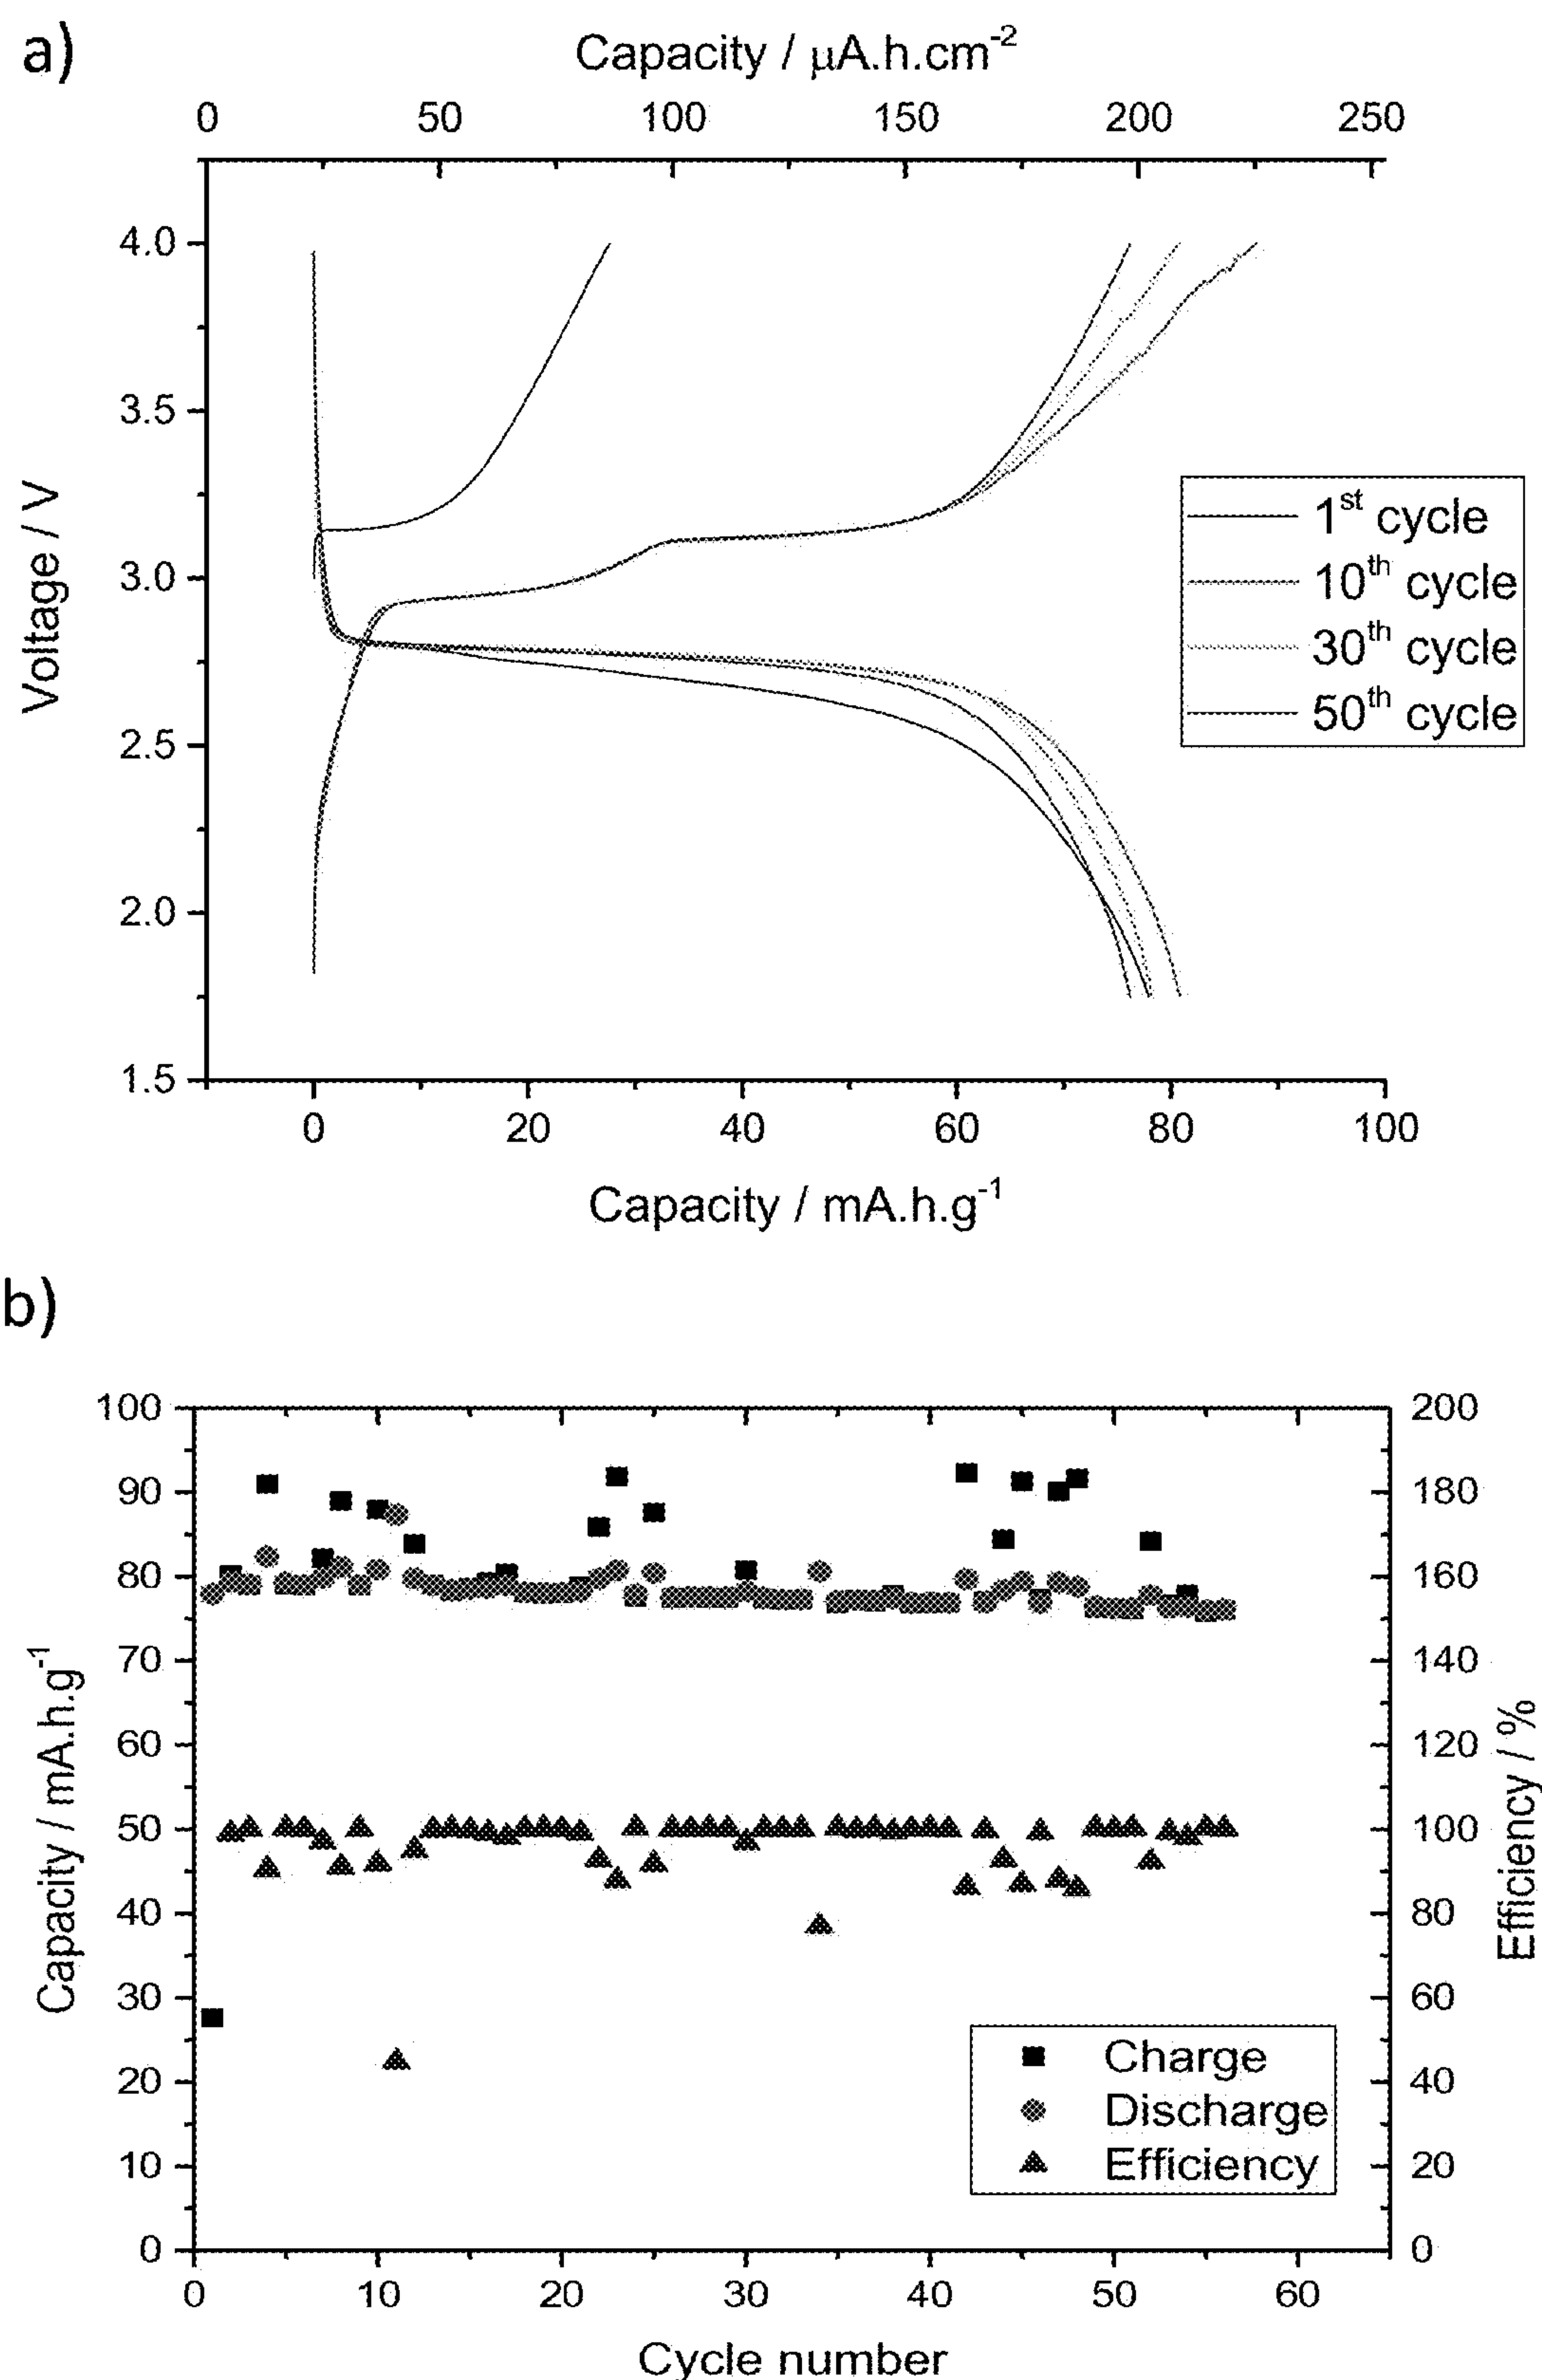 a)
Capacity / μA.h.cm⁻²
0 50 100 150 200 250
4.0
3.5
3.0
2.5
2.0
1.5
Voltage / V
1ˢᵗ cycle
10ᵗʰ cycle
30ᵗʰ cycle
50ᵗʰ cycle
0 20 40 60 80 100
Capacity / mA.h.g⁻¹
b)
100
90
80
70
60
50
40
30
20
10
0
Capacity / mA.h.g⁻¹
200
180
160
140
120
100
80
60
40
20
0
Efficiency / %
Charge
Discharge
Efficiency
0 10 20 30 40 50 60
Cycle number